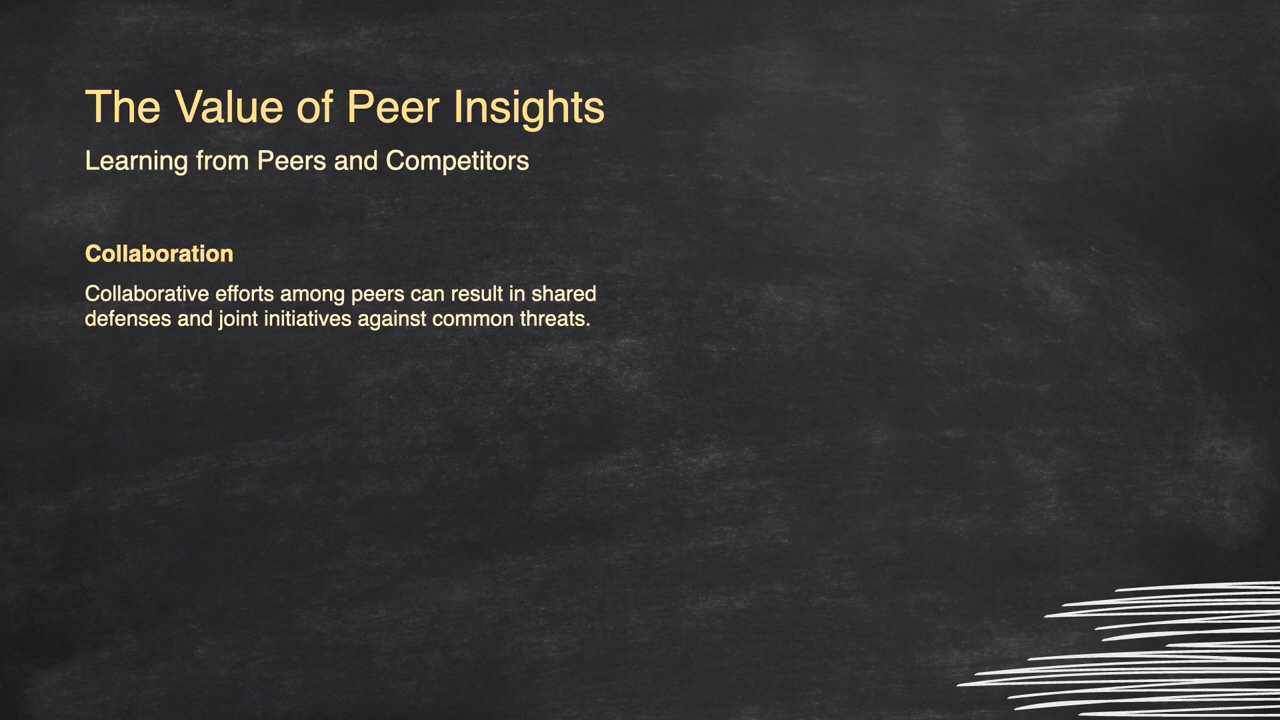 The Value of Peer Insights
Learning from Peers and Competitors
Collaboration
Collaborative efforts among peers can result in shared
defenses and joint initiatives against common threats.